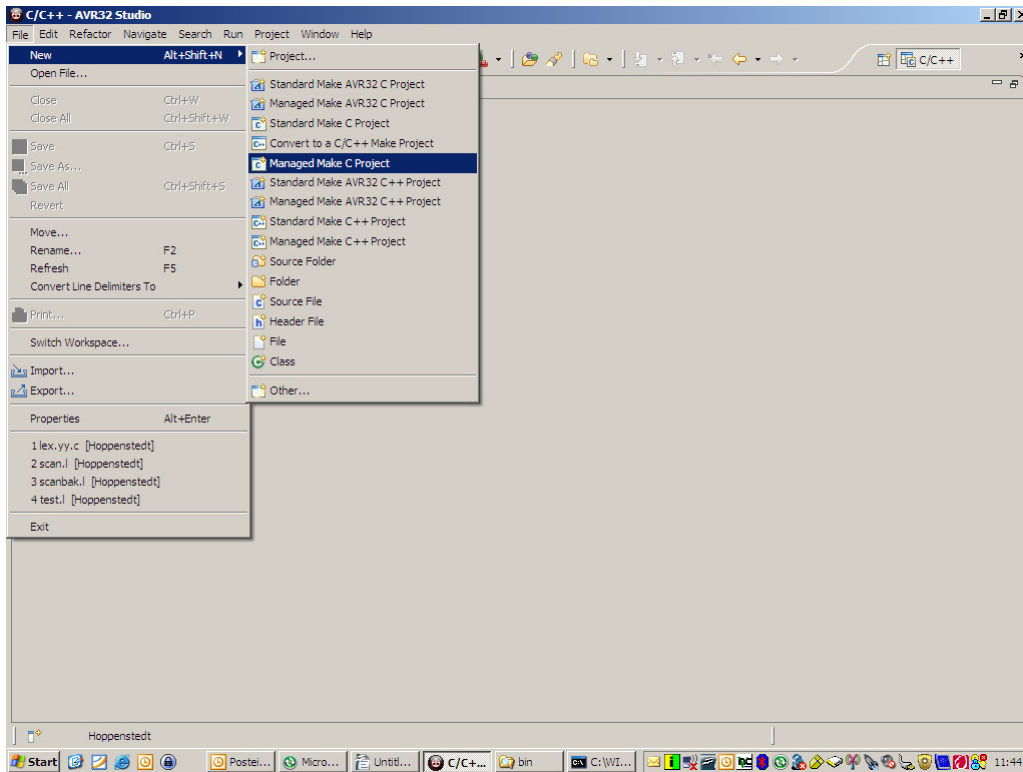 C/C++ - AVR32 Studio
File Edit Refactor Navigate Search Run Project Window Help
New Alt+Shift+N
Open File...
Close Ctrl+W
Close All Ctrl+Shift+W
Save Ctrl+S
Save As...
Save All Ctrl+Shift+S
Revert
Move...
Rename... F2
Refresh F5
Convert Line Delimiters To
Print... Ctrl+P
Switch Workspace...
Import...
Export...
Properties Alt+Enter
1 lex.yy.c [Hoppenstedt]
2 scan.l [Hoppenstedt]
3 scanbak.l [Hoppenstedt]
4 test.l [Hoppenstedt]
Exit
Project...
Standard Make AVR32 C Project
Managed Make AVR32 C Project
Standard Make C Project
Convert to a C/C++ Make Project
Managed Make C Project
Standard Make AVR32 C++ Project
Managed Make AVR32 C++ Project
Standard Make C++ Project
Managed Make C++ Project
Source Folder
Folder
Source File
Header File
File
Class
Other...
C/C++
Hoppenstedt
Start Postei... Micro... Untitl... C/C+... bin C:\WI... 11:44